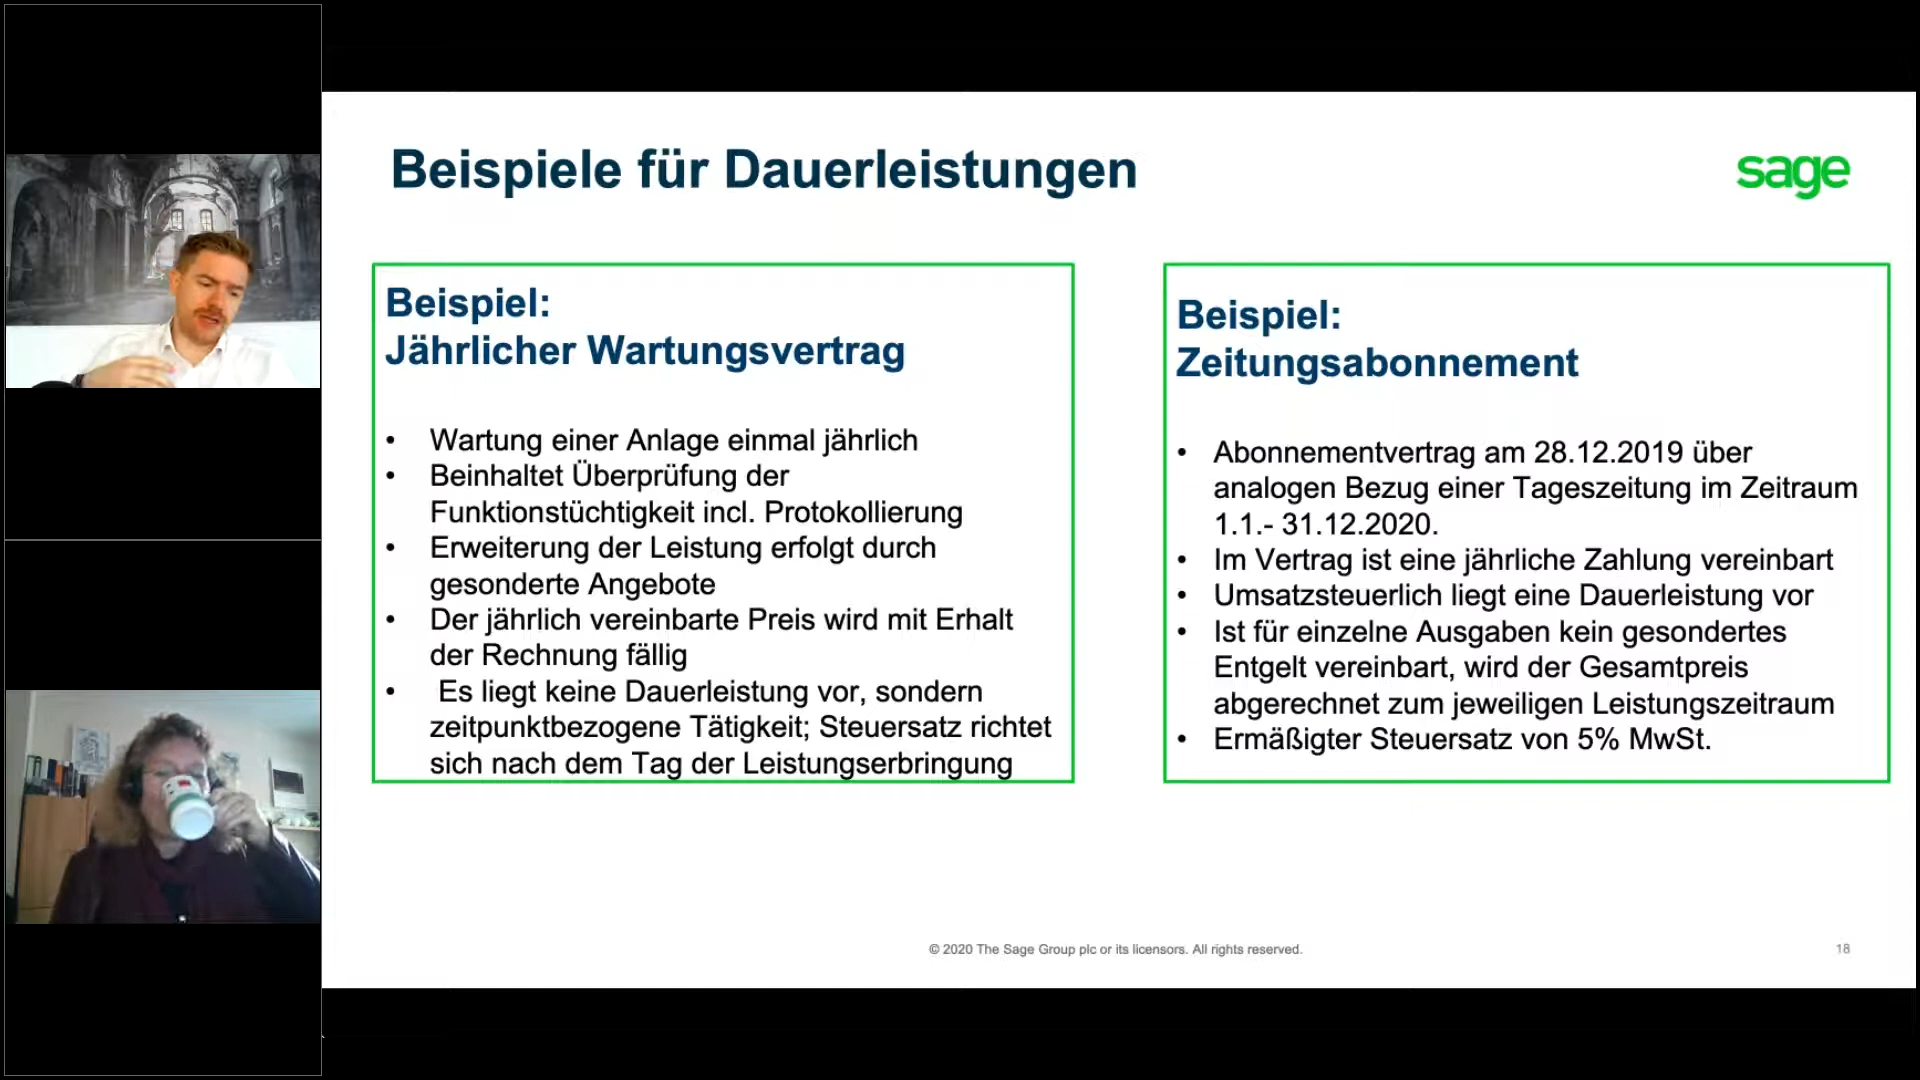 Beispiele für Dauerleistungen
sage
Beispiel:
Jährlicher Wartungsvertrag
• Wartung einer Anlage einmal jährlich
• Beinhaltet Überprüfung der
Funktionstüchtigkeit incl. Protokollierung
• Erweiterung der Leistung erfolgt durch
gesonderte Angebote
• Der jährlich vereinbarte Preis wird mit Erhalt
der Rechnung fällig
• Es liegt keine Dauerleistung vor, sondern
zeitpunktbezogene Tätigkeit; Steuersatz richtet
sich nach dem Tag der Leistungserbringung
Beispiel:
Zeitungsabonnement
• Abonnementvertrag am 28.12.2019 über
analogen Bezug einer Tageszeitung im Zeitraum
1.1.- 31.12.2020.
• Im Vertrag ist eine jährliche Zahlung vereinbart
• Umsatzsteuerlich liegt eine Dauerleistung vor
• Ist für einzelne Ausgaben kein gesondertes
Entgelt vereinbart, wird der Gesamtpreis
abgerechnet zum jeweiligen Leistungszeitraum
• Ermäßigter Steuersatz von 5% MwSt.
© 2020 The Sage Group plc or its licensors. All rights reserved.
18